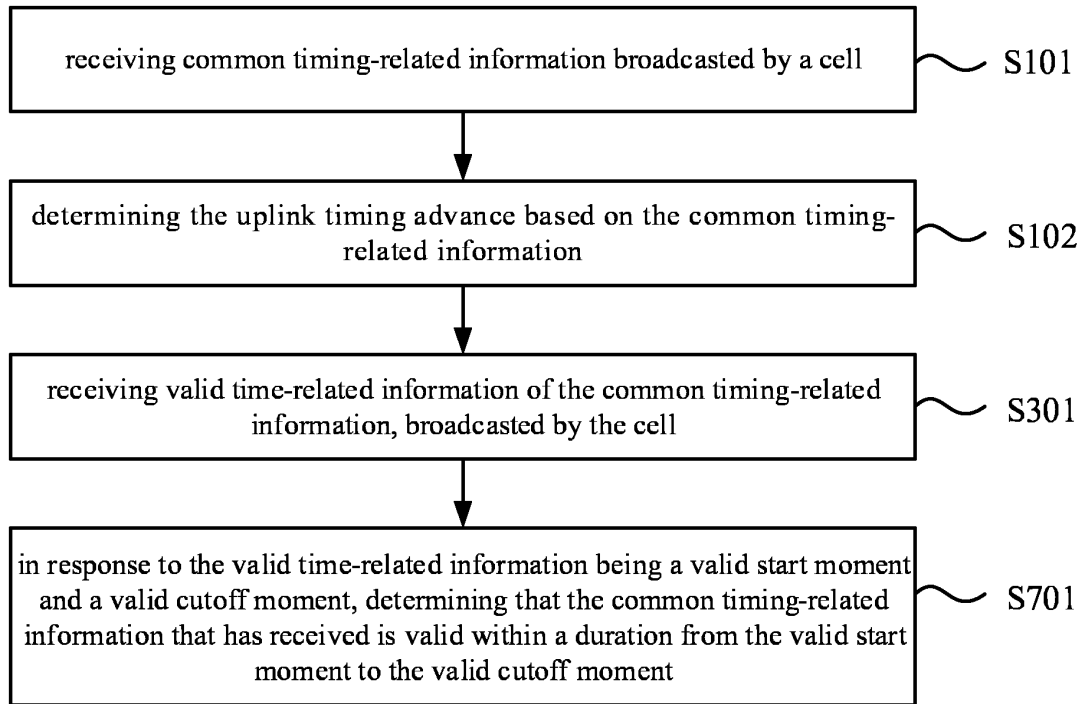 receiving common timing-related information broadcasted by a cell
S101
determining the uplink timing advance based on the common timing-
related information
S102
receiving valid time-related information of the common timing-related
information, broadcasted by the cell
S301
in response to the valid time-related information being a valid start moment
and a valid cutoff moment, determining that the common timing-related
information that has received is valid within a duration from the valid start
moment to the valid cutoff moment
S701